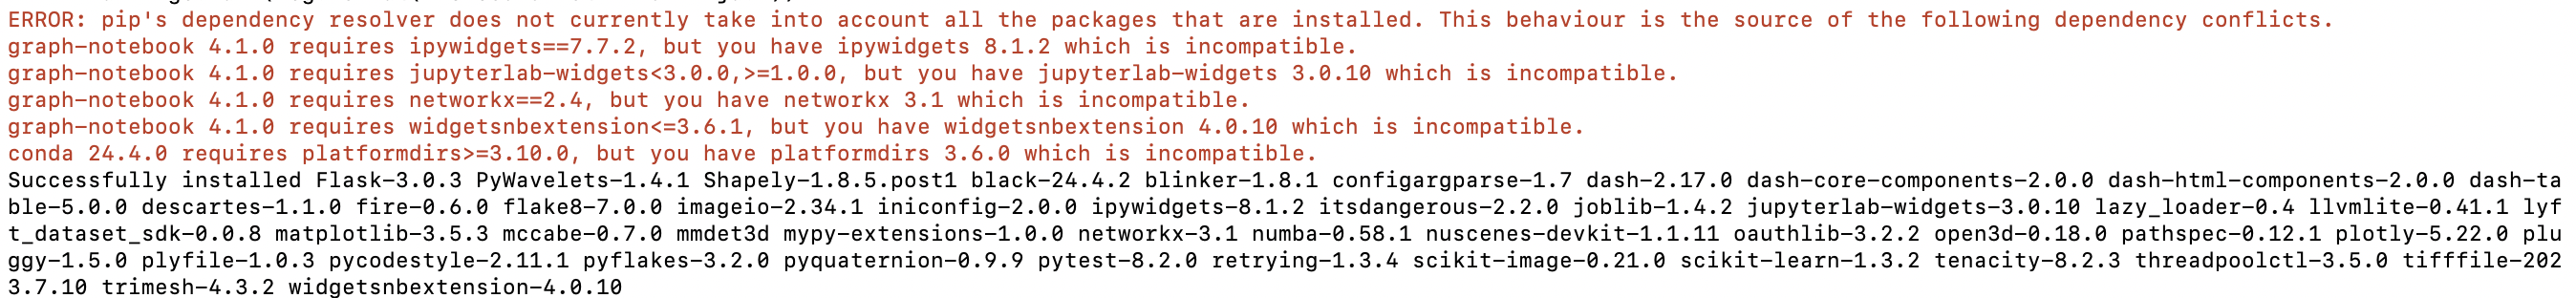 ERROR: pip's dependency resolver does not currently take into account all the packages that are installed. This behaviour is the source of the following dependency conflicts.
graph-notebook 4.1.0 requires ipywidgets==7.7.2, but you have ipywidgets 8.1.2 which is incompatible.
graph-notebook 4.1.0 requires jupyterlab-widgets<3.0.0,>=1.0.0, but you have jupyterlab-widgets 3.0.10 which is incompatible.
graph-notebook 4.1.0 requires networkx==2.4, but you have networkx 3.1 which is incompatible.
graph-notebook 4.1.0 requires widgetsnbextension<=3.6.1, but you have widgetsnbextension 4.0.10 which is incompatible.
conda 24.4.0 requires platformdirs>=3.10.0, but you have platformdirs 3.6.0 which is incompatible.
Successfully installed Flask-3.0.3 PyWavelets-1.4.1 Shapely-1.8.5.post1 black-24.4.2 blinker-1.8.1 configargparse-1.7 dash-2.17.0 dash-core-components-2.0.0 dash-html-components-2.0.0 dash-ta
ble-5.0.0 descartes-1.1.0 fire-0.6.0 flake8-7.0.0 imageio-2.34.1 iniconfig-2.0.0 ipywidgets-8.1.2 itsdangerous-2.2.0 joblib-1.4.2 jupyterlab-widgets-3.0.10 lazy_loader-0.4 llvmlite-0.41.1 lyf
t_dataset_sdk-0.0.8 matplotlib-3.5.3 mccabe-0.7.0 mmdet3d mypy-extensions-1.0.0 networkx-3.1 numba-0.58.1 nuscenes-devkit-1.1.11 oauthlib-3.2.2 open3d-0.18.0 pathspec-0.12.1 plotly-5.22.0 plu
ggy-1.5.0 plyfile-1.0.3 pycodestyle-2.11.1 pyflakes-3.2.0 pyquaternion-0.9.9 pytest-8.2.0 retrying-1.3.4 scikit-image-0.21.0 scikit-learn-1.3.2 tenacity-8.2.3 threadpoolctl-3.5.0 tifffile-202
3.7.10 trimesh-4.3.2 widgetsnbextension-4.0.10